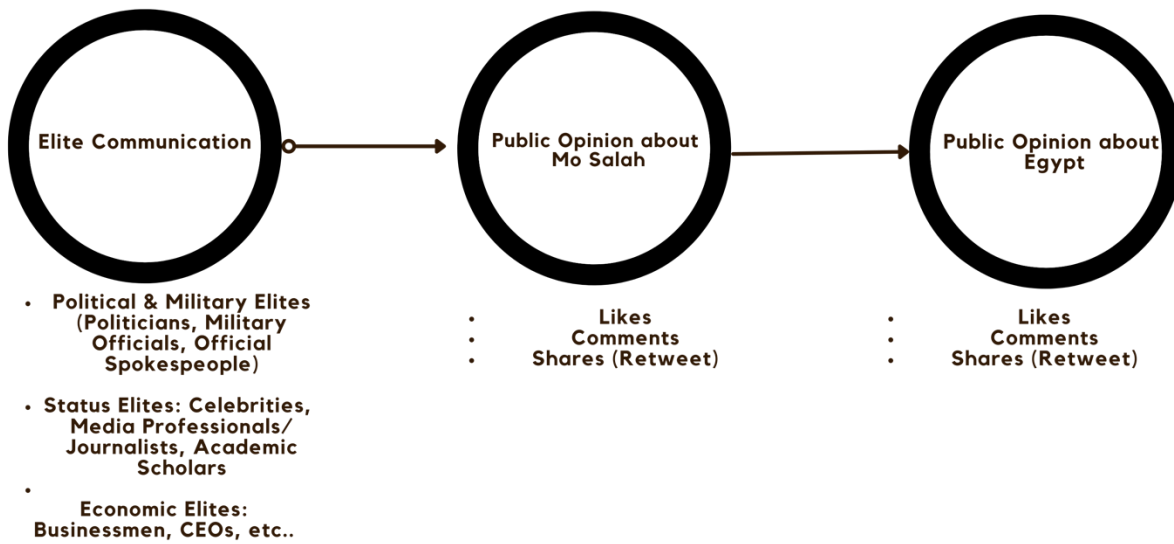 Elite Communication
Public Opinion about
Mo Salah
Public Opinion about
Egypt
• Political & Military Elites
(Politicians, Military
Officials, Official
Spokespeople)
• Status Elites: Celebrities,
Media Professionals/
Journalists, Academic
Scholars
•
Economic Elites:
Businessmen, CEOs, etc..
• Likes
• Comments
• Shares (Retweet)
• Likes
• Comments
• Shares (Retweet)